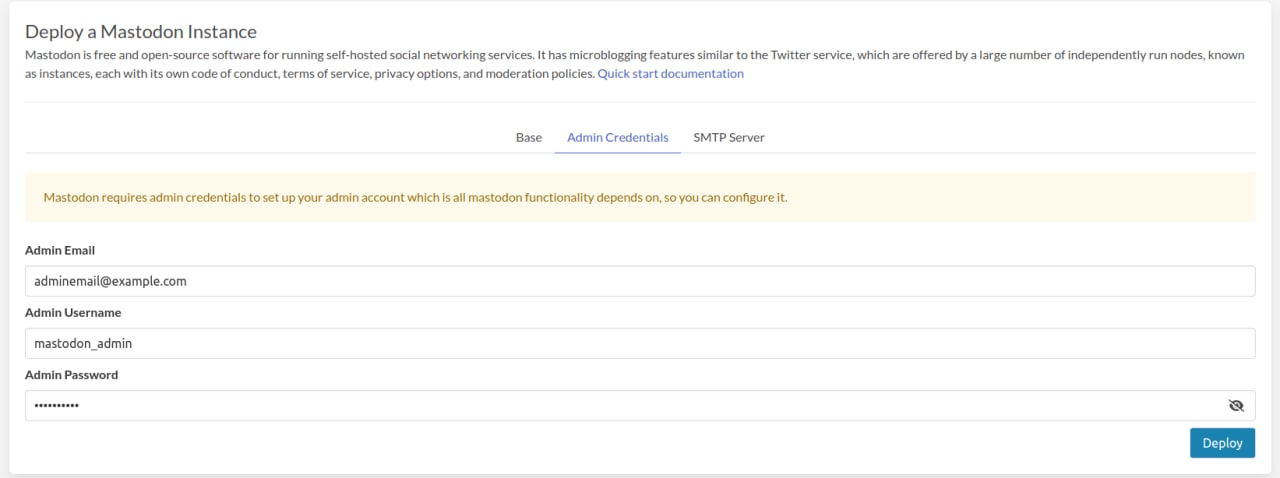 Deploy a Mastodon Instance
Mastodon is free and open-source software for running self-hosted social networking services. It has microblogging features similar to the Twitter service, which are offered by a large number of independently run nodes, known
as instances, each with its own code of conduct, terms of service, privacy options, and moderation policies. Quick start documentation
Base Admin Credentials SMTP Server
Mastodon requires admin credentials to set up your admin account which is all mastodon functionality depends on, so you can configure it.
Admin Email
adminemail@example.com
Admin Username
mastodon_admin
Admin Password
••••••••••
Deploy